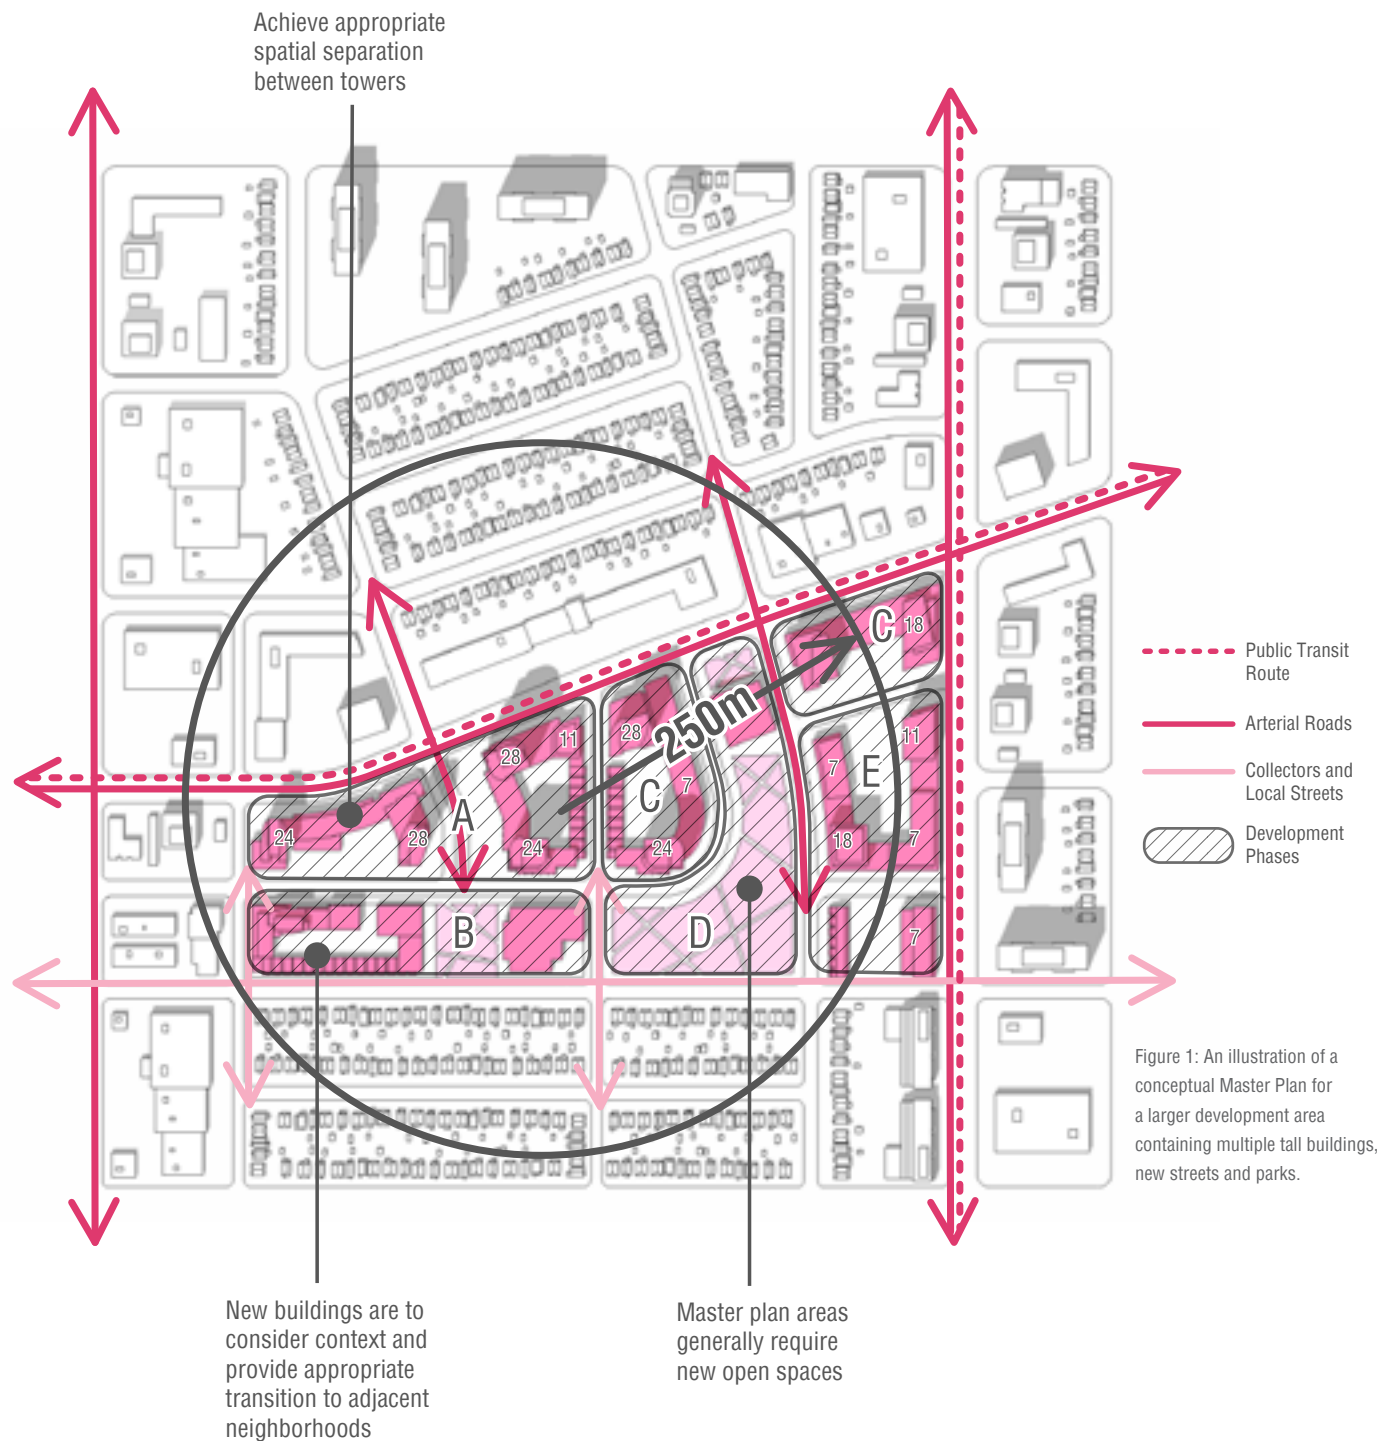 Achieve appropriate
spatial separation
between towers
C
18
28
11
28
250m
11
7
E
C
7
24
A
28
24
24
18
7
B
D
7
Public Transit
Route
Arterial Roads
Collectors and
Local Streets
Development
Phases
Figure 1: An illustration of a
conceptual Master Plan for
a larger development area
containing multiple tall buildings,
new streets and parks.
New buildings are to
consider context and
provide appropriate
transition to adjacent
neighborhoods
Master plan areas
generally require
new open spaces